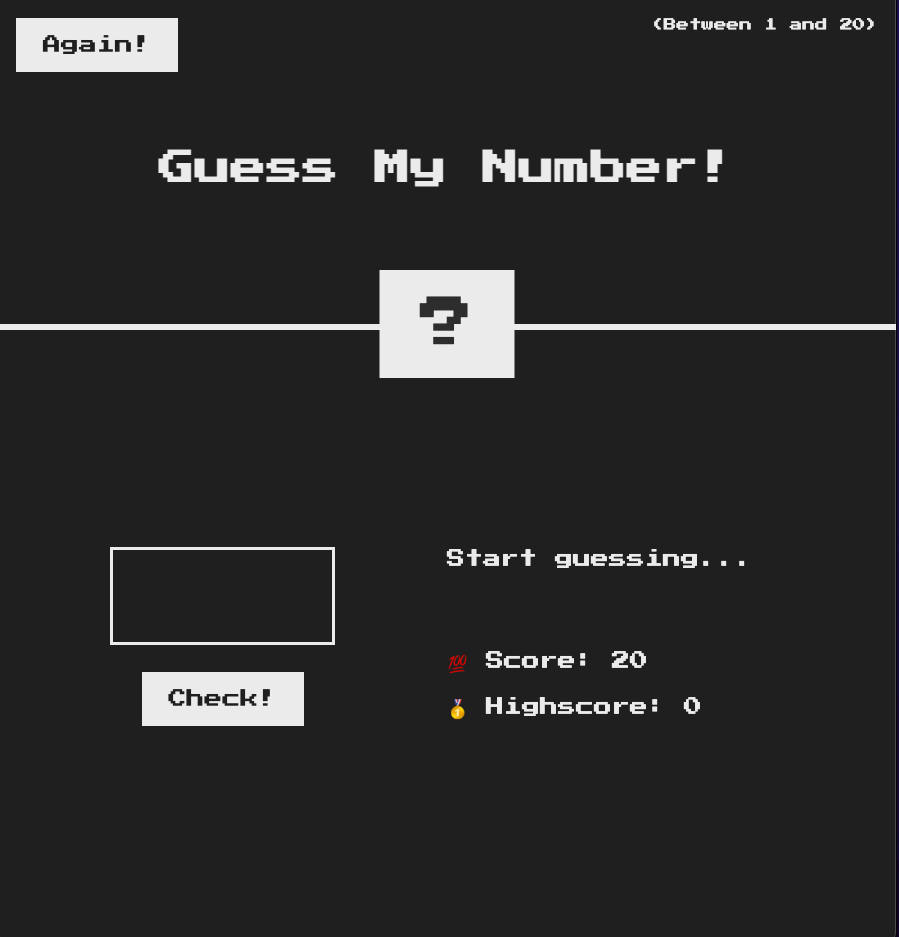 Again!
(Between 1 and 20)
Guess My Number!
?
Start guessing...
Check!
💯 Score: 20
🥇 Highscore: 0